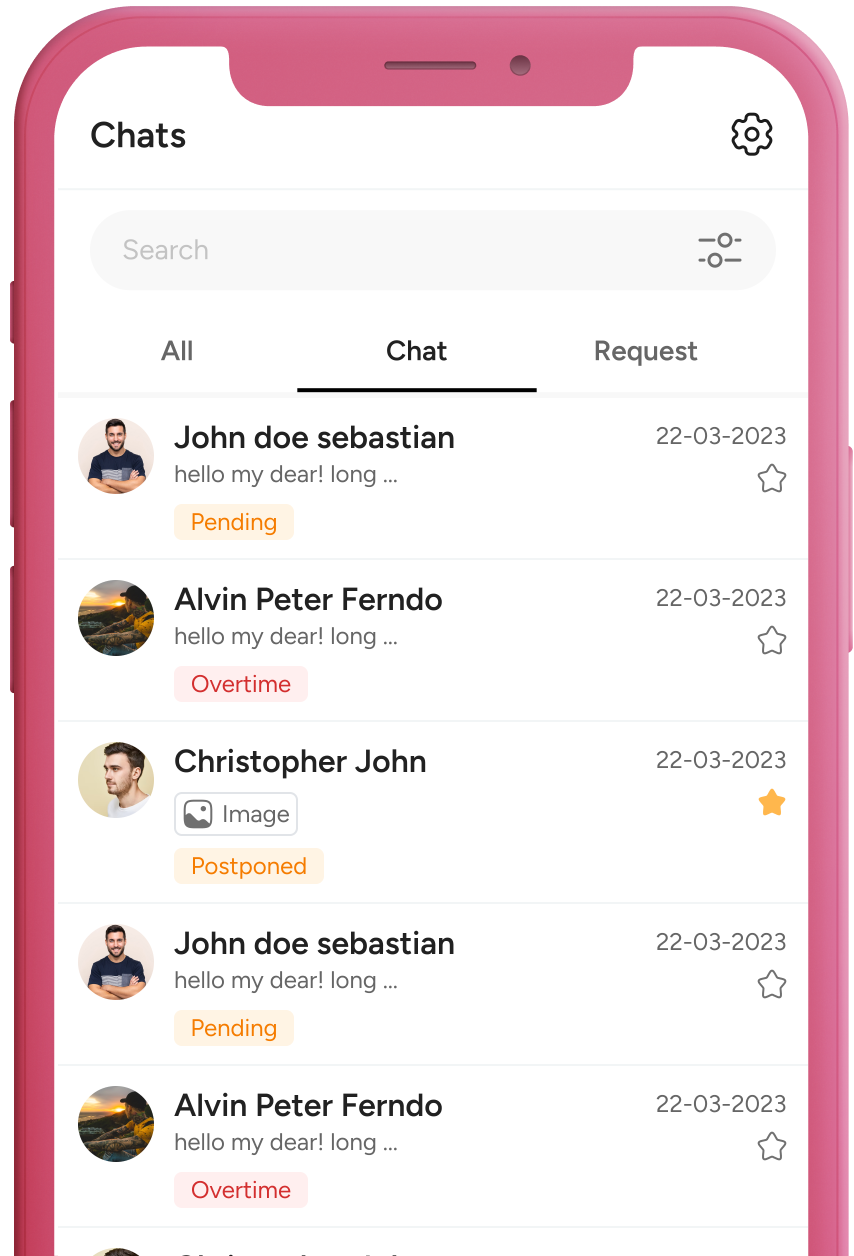 Chats
Search
All Chat Request
John doe sebastian 22-03-2023
hello my dear! long ...
Pending
Alvin Peter Ferndo 22-03-2023
hello my dear! long ...
Overtime
Christopher John 22-03-2023
Image
Postponed
John doe sebastian 22-03-2023
hello my dear! long ...
Pending
Alvin Peter Ferndo 22-03-2023
hello my dear! long ...
Overtime